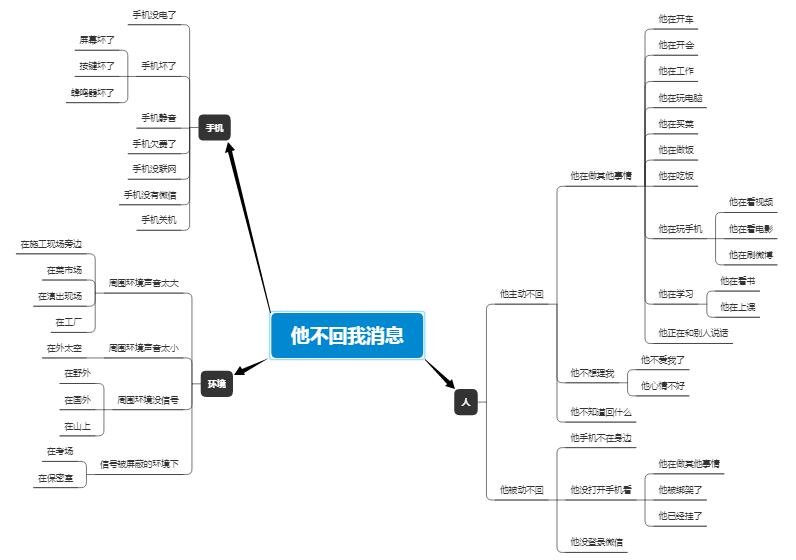 他不回我消息
手机
手机没电了
手机坏了
屏幕坏了
按键坏了
蜂鸣器坏了
手机静音
手机欠费了
手机没联网
手机没有微信
手机关机
环境
周围环境声音太大
在施工现场旁边
在菜市场
在演出现场
在工厂
周围环境声音太小
在外太空
周围环境没信号
在野外
在国外
在山上
信号被屏蔽的环境下
在考场
在保密室
人
他主动不回
他在做其他事情
他在开车
他在开会
他在工作
他在玩电脑
他在买菜
他在做饭
他在吃饭
他在玩手机
他在看视频
他在看电影
他在刷微博
他在学习
他在看书
他在上课
他正在和别人说话
他不想理我
他不爱我了
他心情不好
他不知道回什么
他被动不回
他手机不在身边
他没打开手机看
他在做其他事情
他被绑架了
他已经挂了
他没登录微信